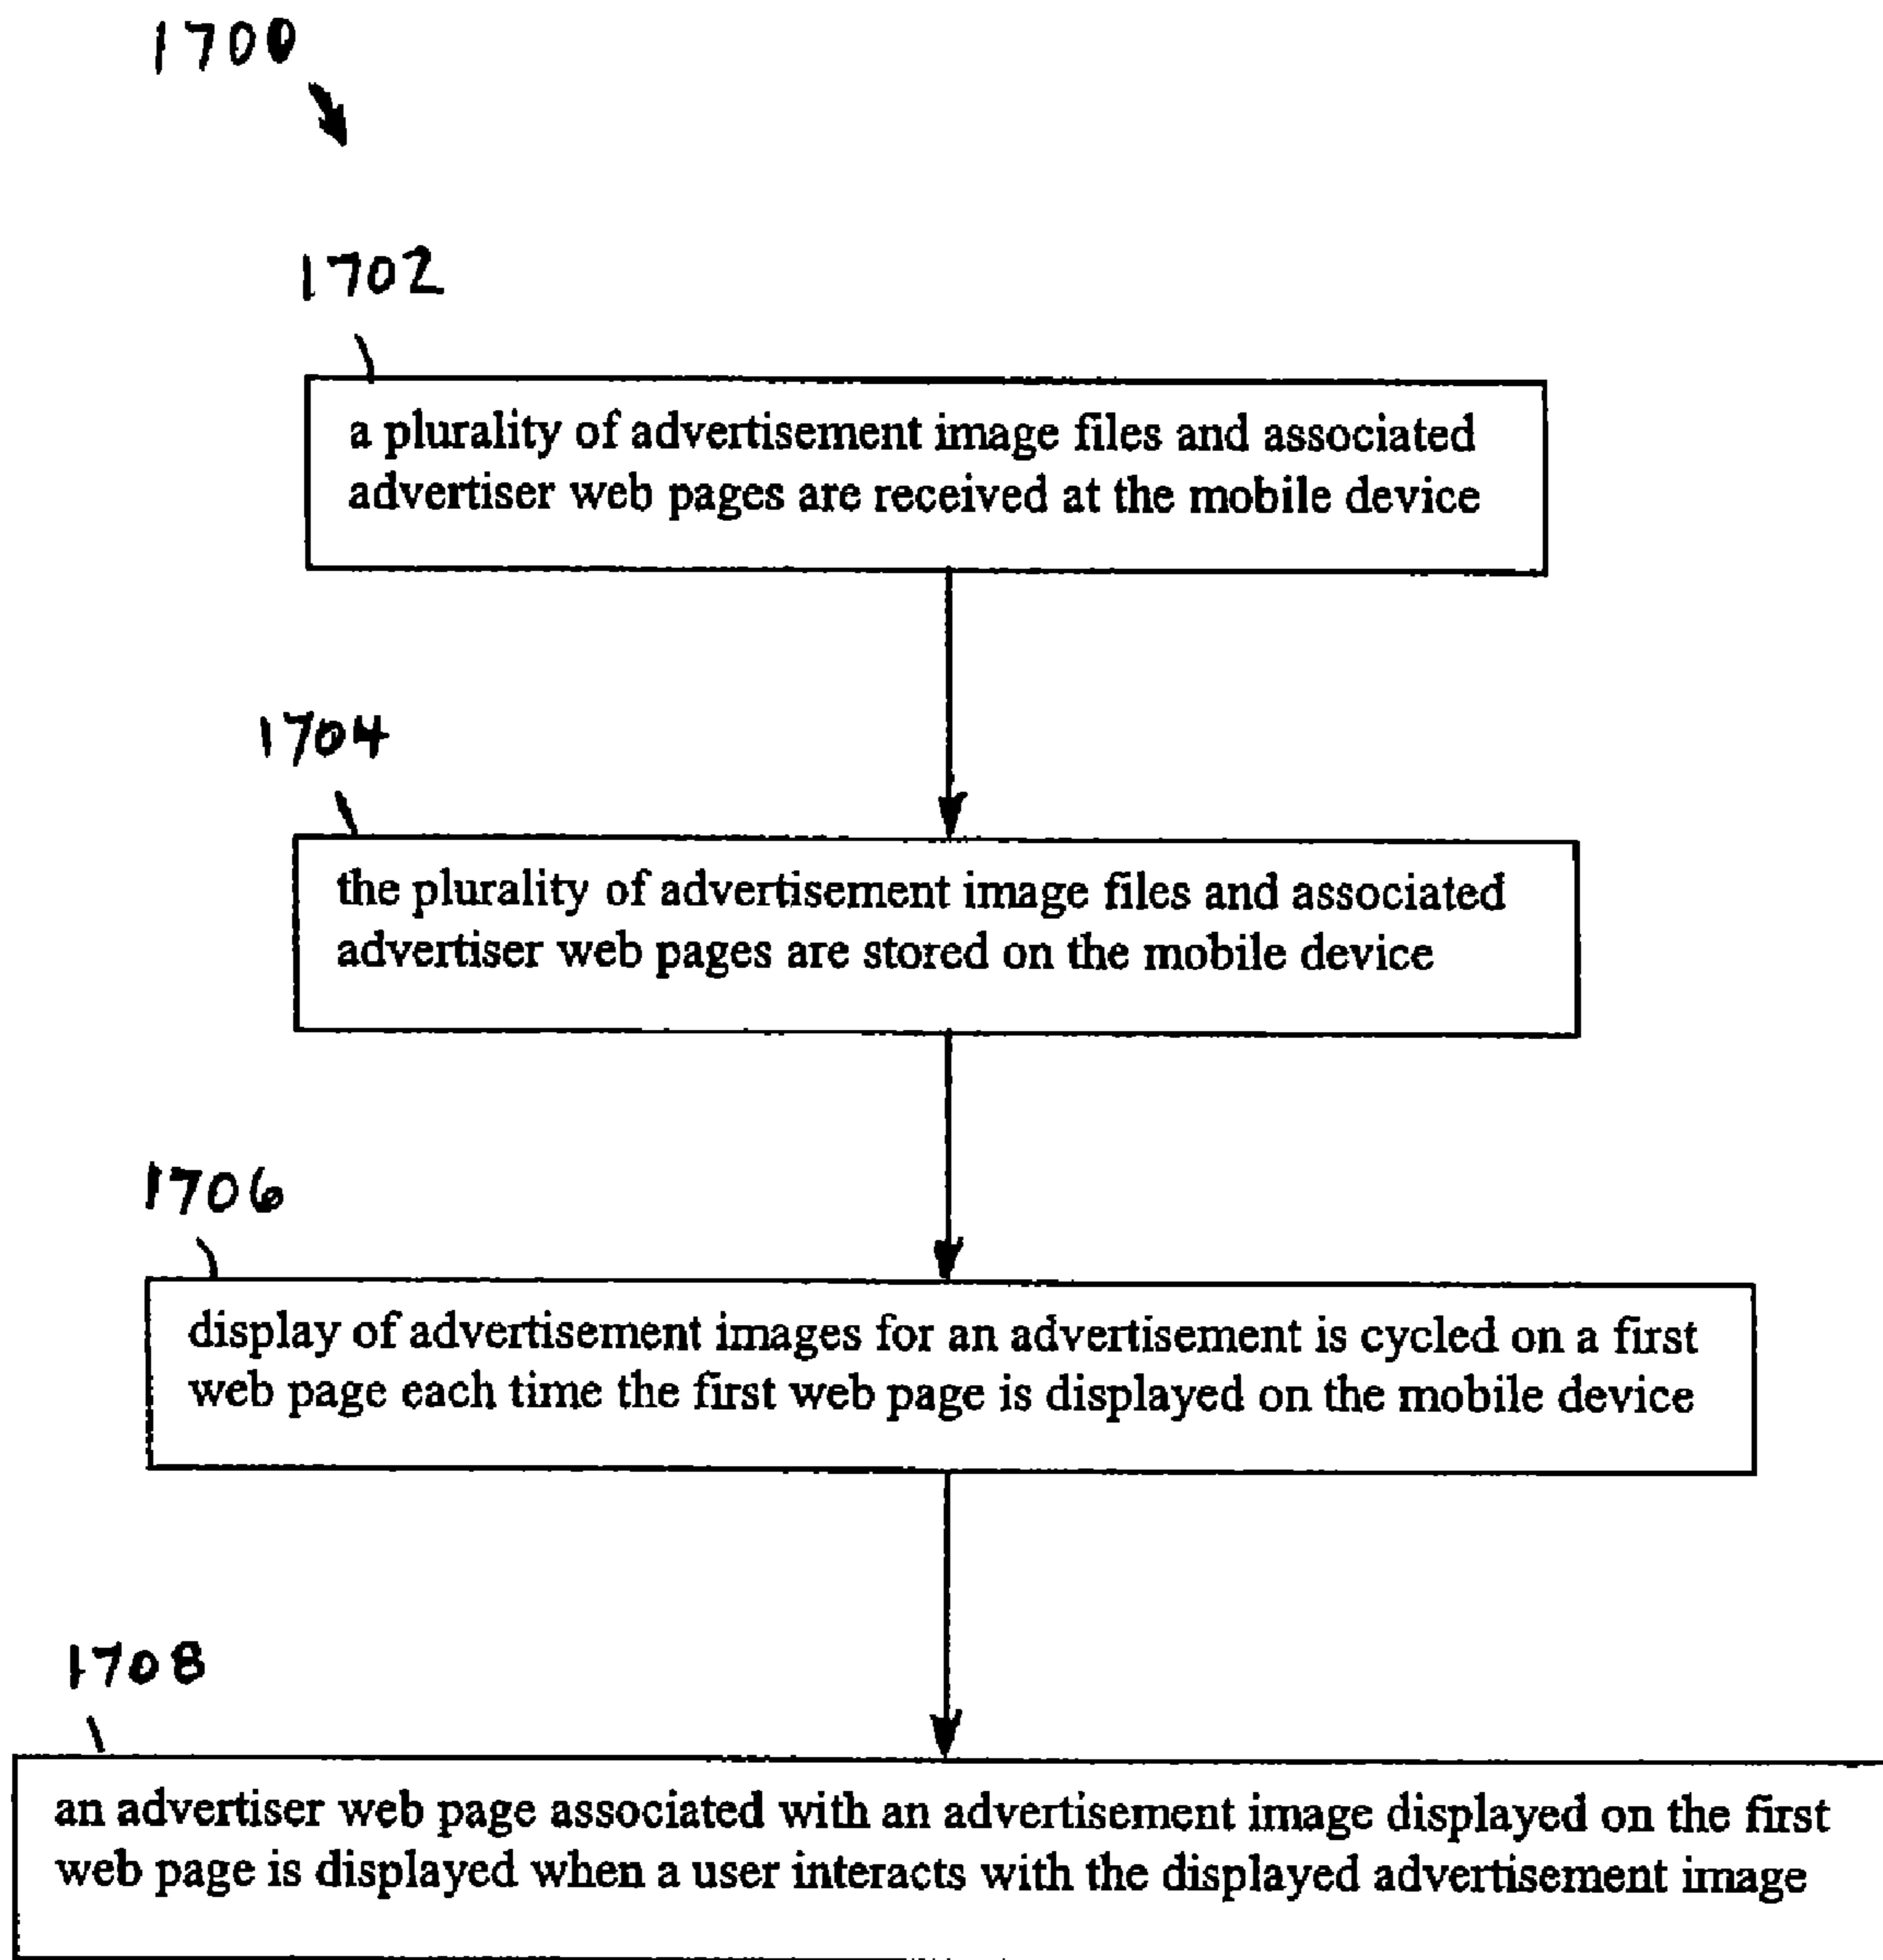 1700
1702
a plurality of advertisement image files and associated
advertiser web pages are received at the mobile device
1704
the plurality of advertisement image files and associated
advertiser web pages are stored on the mobile device
1706
display of advertisement images for an advertisement is cycled on a first
web page each time the first web page is displayed on the mobile device
1708
an advertiser web page associated with an advertisement image displayed on the first
web page is displayed when a user interacts with the displayed advertisement image